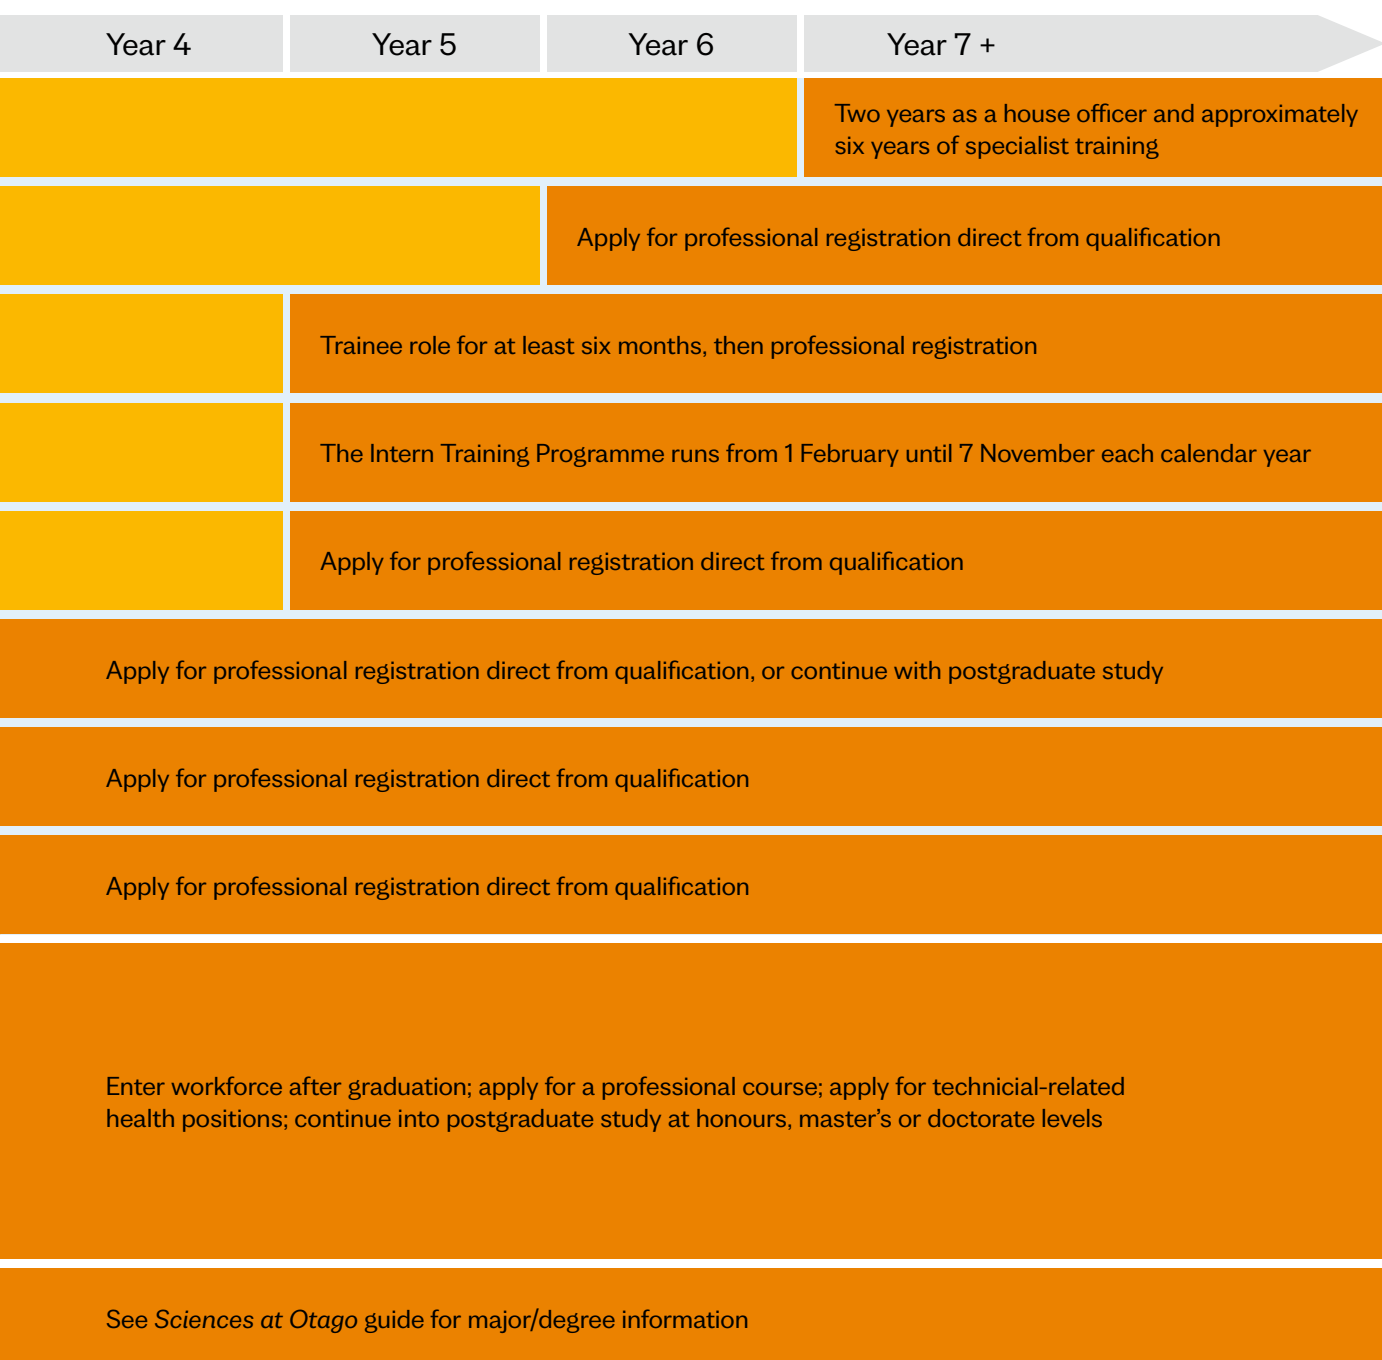 Year 4
Year 5
Year 6
Year 7 +
Two years as a house officer and approximately
six years of specialist training
Apply for professional registration direct from qualification
Trainee role for at least six months, then professional registration
The Intern Training Programme runs from 1 February until 7 November each calendar year
Apply for professional registration direct from qualification
Apply for professional registration direct from qualification, or continue with postgraduate study
Apply for professional registration direct from qualification
Apply for professional registration direct from qualification
Enter workforce after graduation; apply for a professional course; apply for technicial-related
health positions; continue into postgraduate study at honours, master’s or doctorate levels
See Sciences at Otago guide for major/degree information